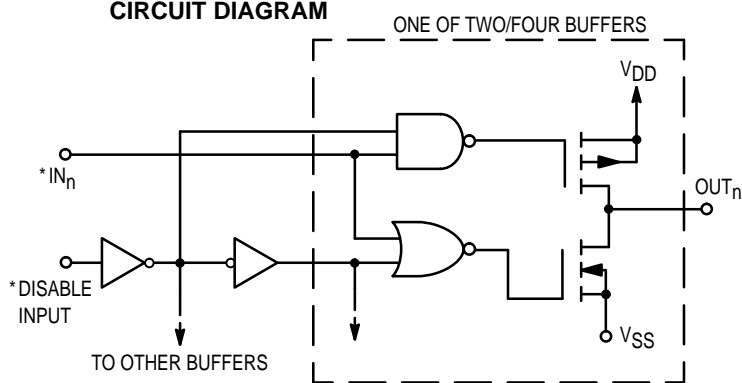 CIRCUIT DIAGRAM
ONE OF TWO/FOUR BUFFERS
VDD
*INn
OUTn
*DISABLE
INPUT
VSS
TO OTHER BUFFERS